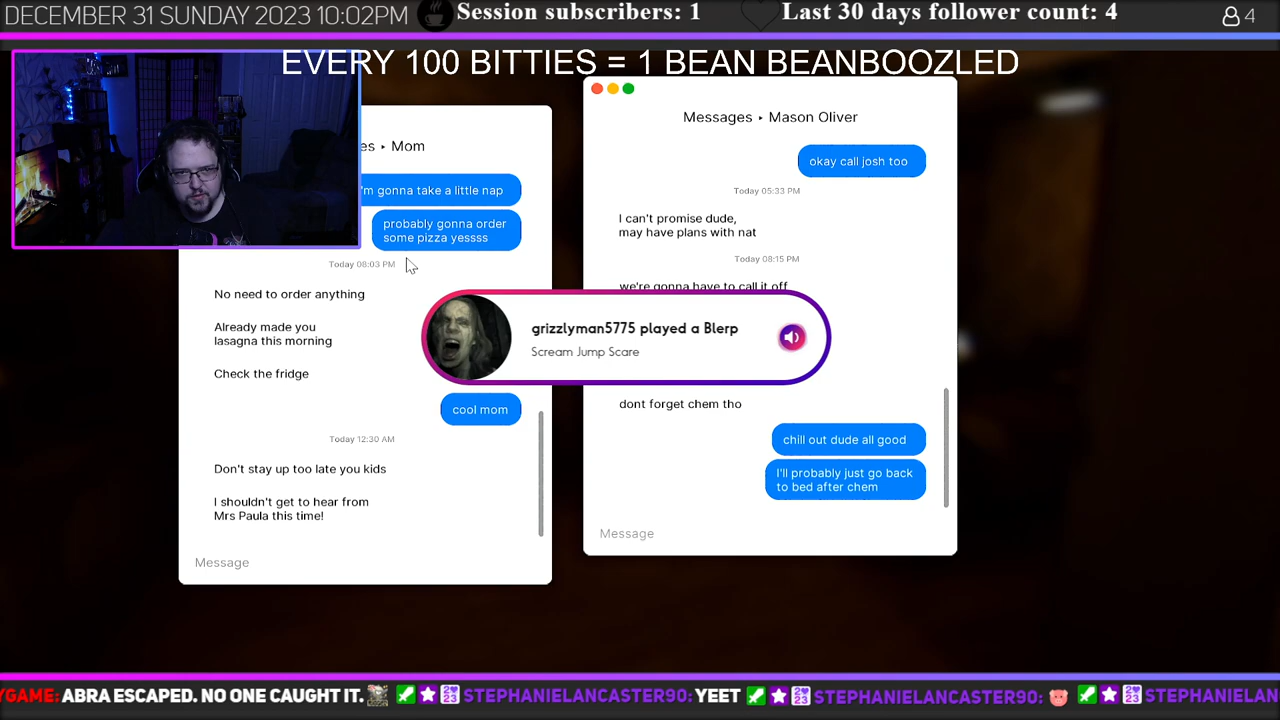 DECEMBER 31 SUNDAY 2023 10:02PM
Session subscribers: 1
Last 30 days follower count: 4
4
EVERY 100 BITTIES = 1 BEAN BEANBOOZLED
es ▸ Mom
'm gonna take a little nap
probably gonna order
some pizza yessss
Today 08:03 PM
No need to order anything
Already made you
lasagna this morning
Check the fridge
cool mom
Today 12:30 AM
Don't stay up too late you kids
I shouldn't get to hear from
Mrs Paula this time!
Message
Messages ▸ Mason Oliver
okay call josh too
Today 05:33 PM
I can't promise dude,
may have plans with nat
Today 08:15 PM
we're gonna have to call it off
grizzlyman5775 played a Blerp
Scream Jump Scare
dont forget chem tho
chill out dude all good
I'll probably just go back
to bed after chem
Message
YGAME: ABRA ESCAPED. NO ONE CAUGHT IT. 2023 STEPHANIELANCASTER90: YEET 2023 STEPHANIELANCASTER90: 2023 STEPHANIELAN